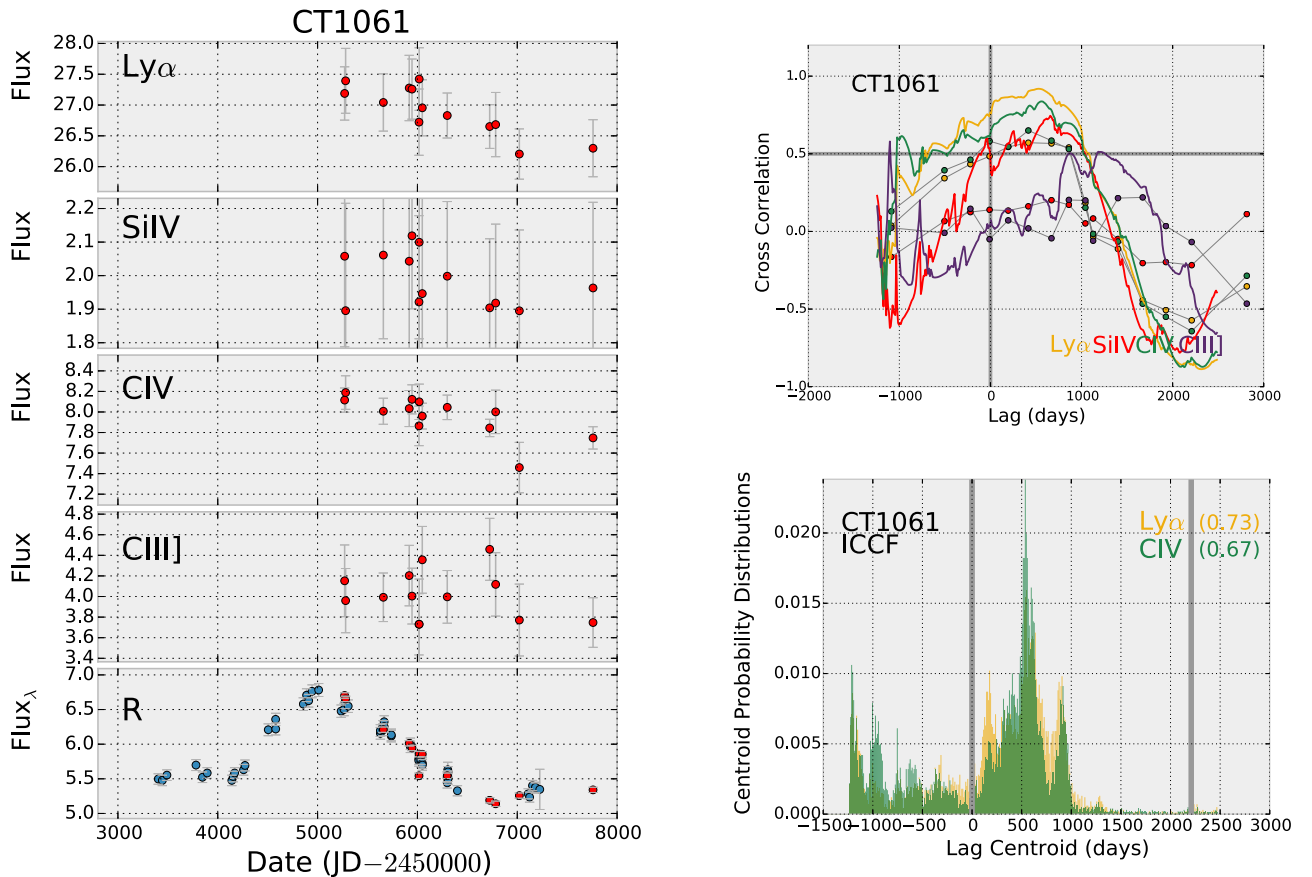 CT1061
Flux
28.0
27.5
27.0
26.5
26.0
Lyα
Flux
2.2
2.1
2.0
1.9
1.8
SiIV
Flux
8.4
8.2
8.0
7.8
7.6
7.4
7.2
CIV
Flux
4.8
4.6
4.4
4.2
4.0
3.8
3.6
3.4
CIII]
Fluxλ
7.0
6.5
6.0
5.5
5.0
R
3000 4000 5000 6000 7000 8000
Date (JD−2450000)
CT1061
Cross Correlation
1.0
0.5
0.0
−0.5
−1.0
Lyα SiIV CIV CIII]
−2000 −1000 0 1000 2000 3000
Lag (days)
Centroid Probability Distributions
0.020
0.015
0.010
0.005
0.000
CT1061
ICCF
Lyα (0.73)
CIV (0.67)
−1500 −1000 −500 0 500 1000 1500 2000 2500 3000
Lag Centroid (days)